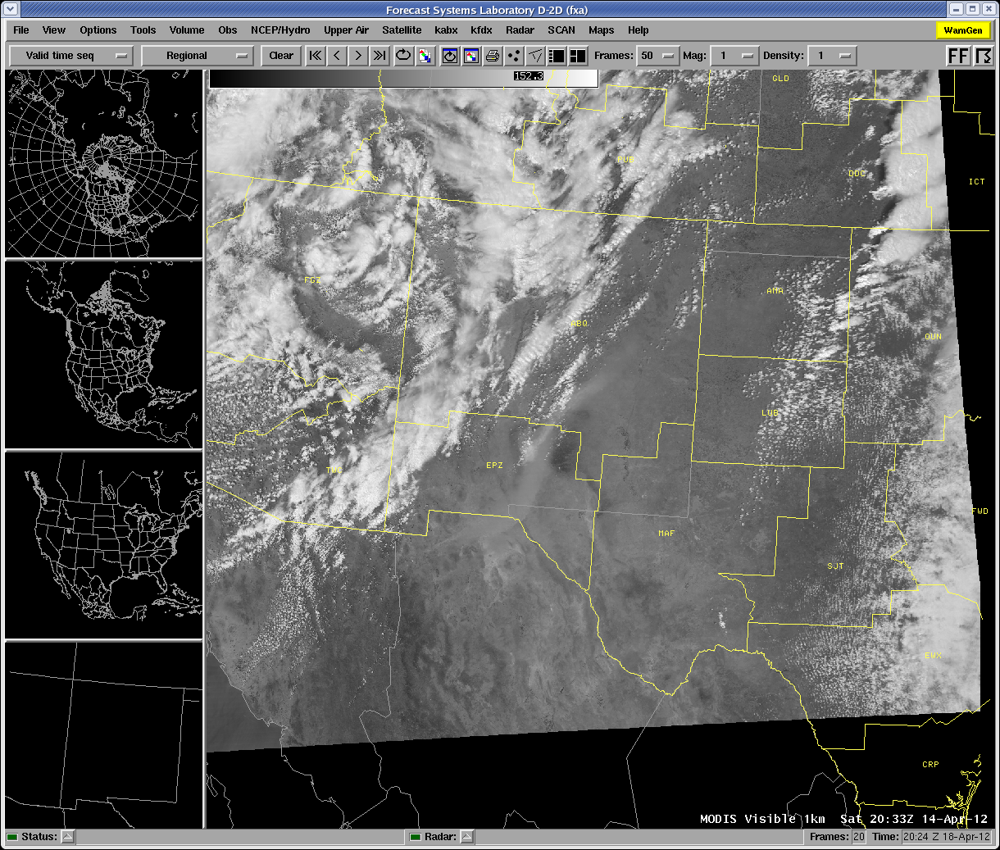 Forecast Systems Laboratory D-2D (fxa)
File View Options Tools Volume Obs NCEP/Hydro Upper Air Satellite kabx kfdx Radar SCAN Maps Help WarnGen
Valid time seq Regional Clear Frames: 50 Mag: 1 Density: 1 FF
152.3
GLD
PUB
DDC
ICT
FGZ
AMA
ABQ
OUN
LUB
EPZ
TWC
FWD
MAF
SJT
EWX
CRP
MODIS Visible 1km Sat 20:33Z 14-Apr-12
Status: Radar: Frames: 20 Time: 20:24 Z 18-Apr-12